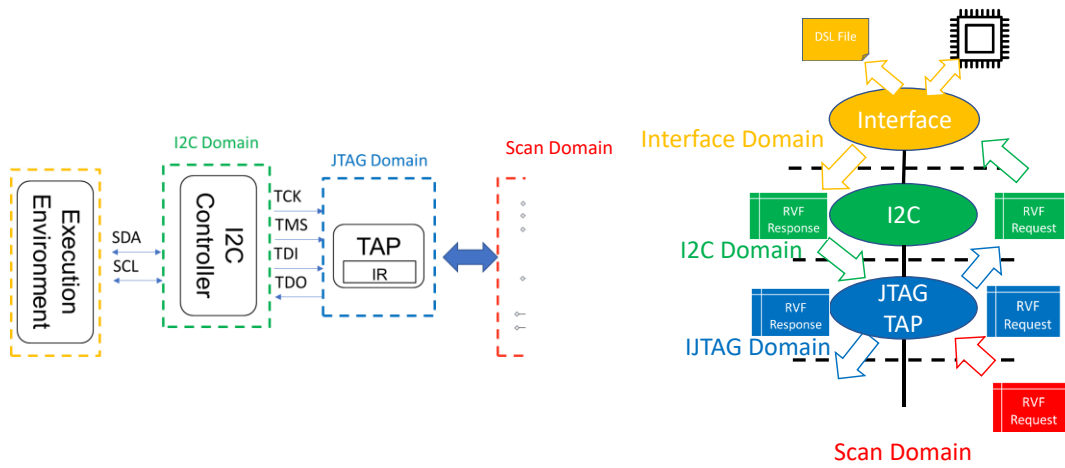 I2C Domain
JTAG Domain
Scan Domain
Execution
Environment
SDA
SCL
I2C
Controller
TCK
TMS
TDI
TDO
TAP
IR
DSL File
Interface
Interface Domain
RVF
Response
I2C
RVF
Request
I2C Domain
RVF
Response
JTAG
TAP
RVF
Request
IJTAG Domain
RVF
Request
Scan Domain